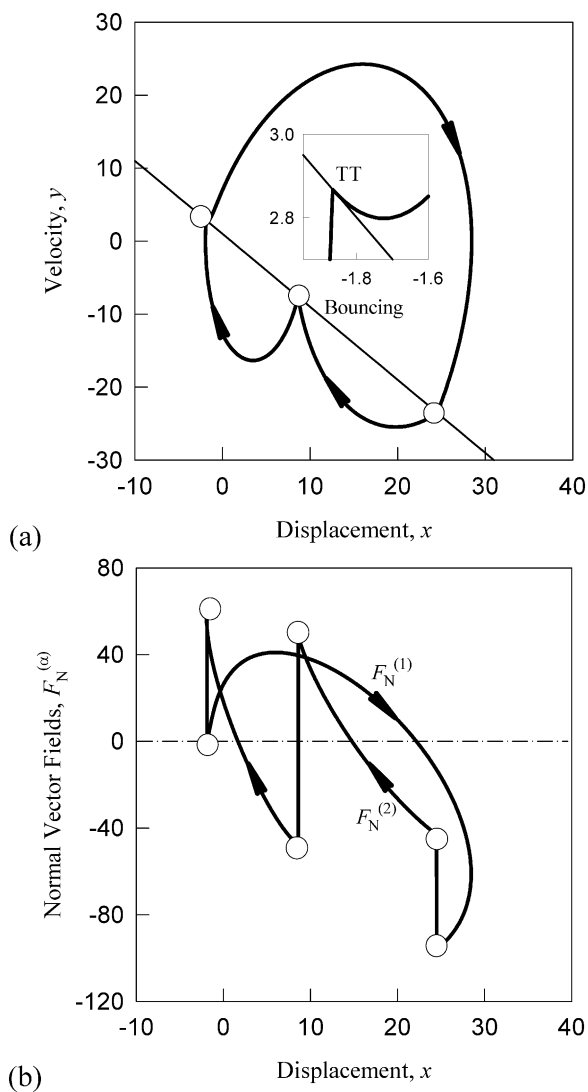 30
20
10
0
-10
-20
-30
Velocity, y
3.0
2.8
TT
-1.8
-1.6
Bouncing
-10
0
10
20
30
40
Displacement, x
(a)
80
40
0
-40
-80
-120
Normal Vector Fields, F_N^(α)
F_N^(1)
F_N^(2)
-10
0
10
20
30
40
Displacement, x
(b)